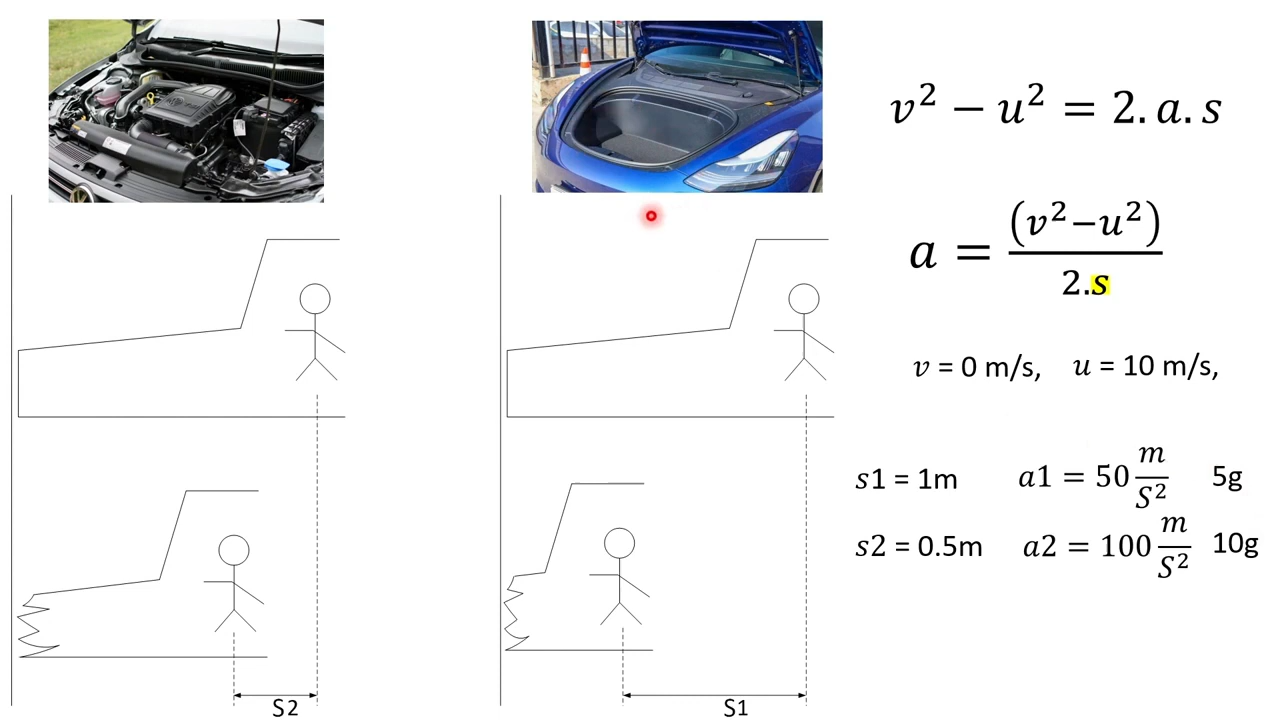 v² − u² = 2. a. s
a = (v²−u²) / 2.s
v = 0 m/s, u = 10 m/s,
s1 = 1m a1 = 50 m/S² 5g
s2 = 0.5m a2 = 100 m/S² 10g
S2
S1